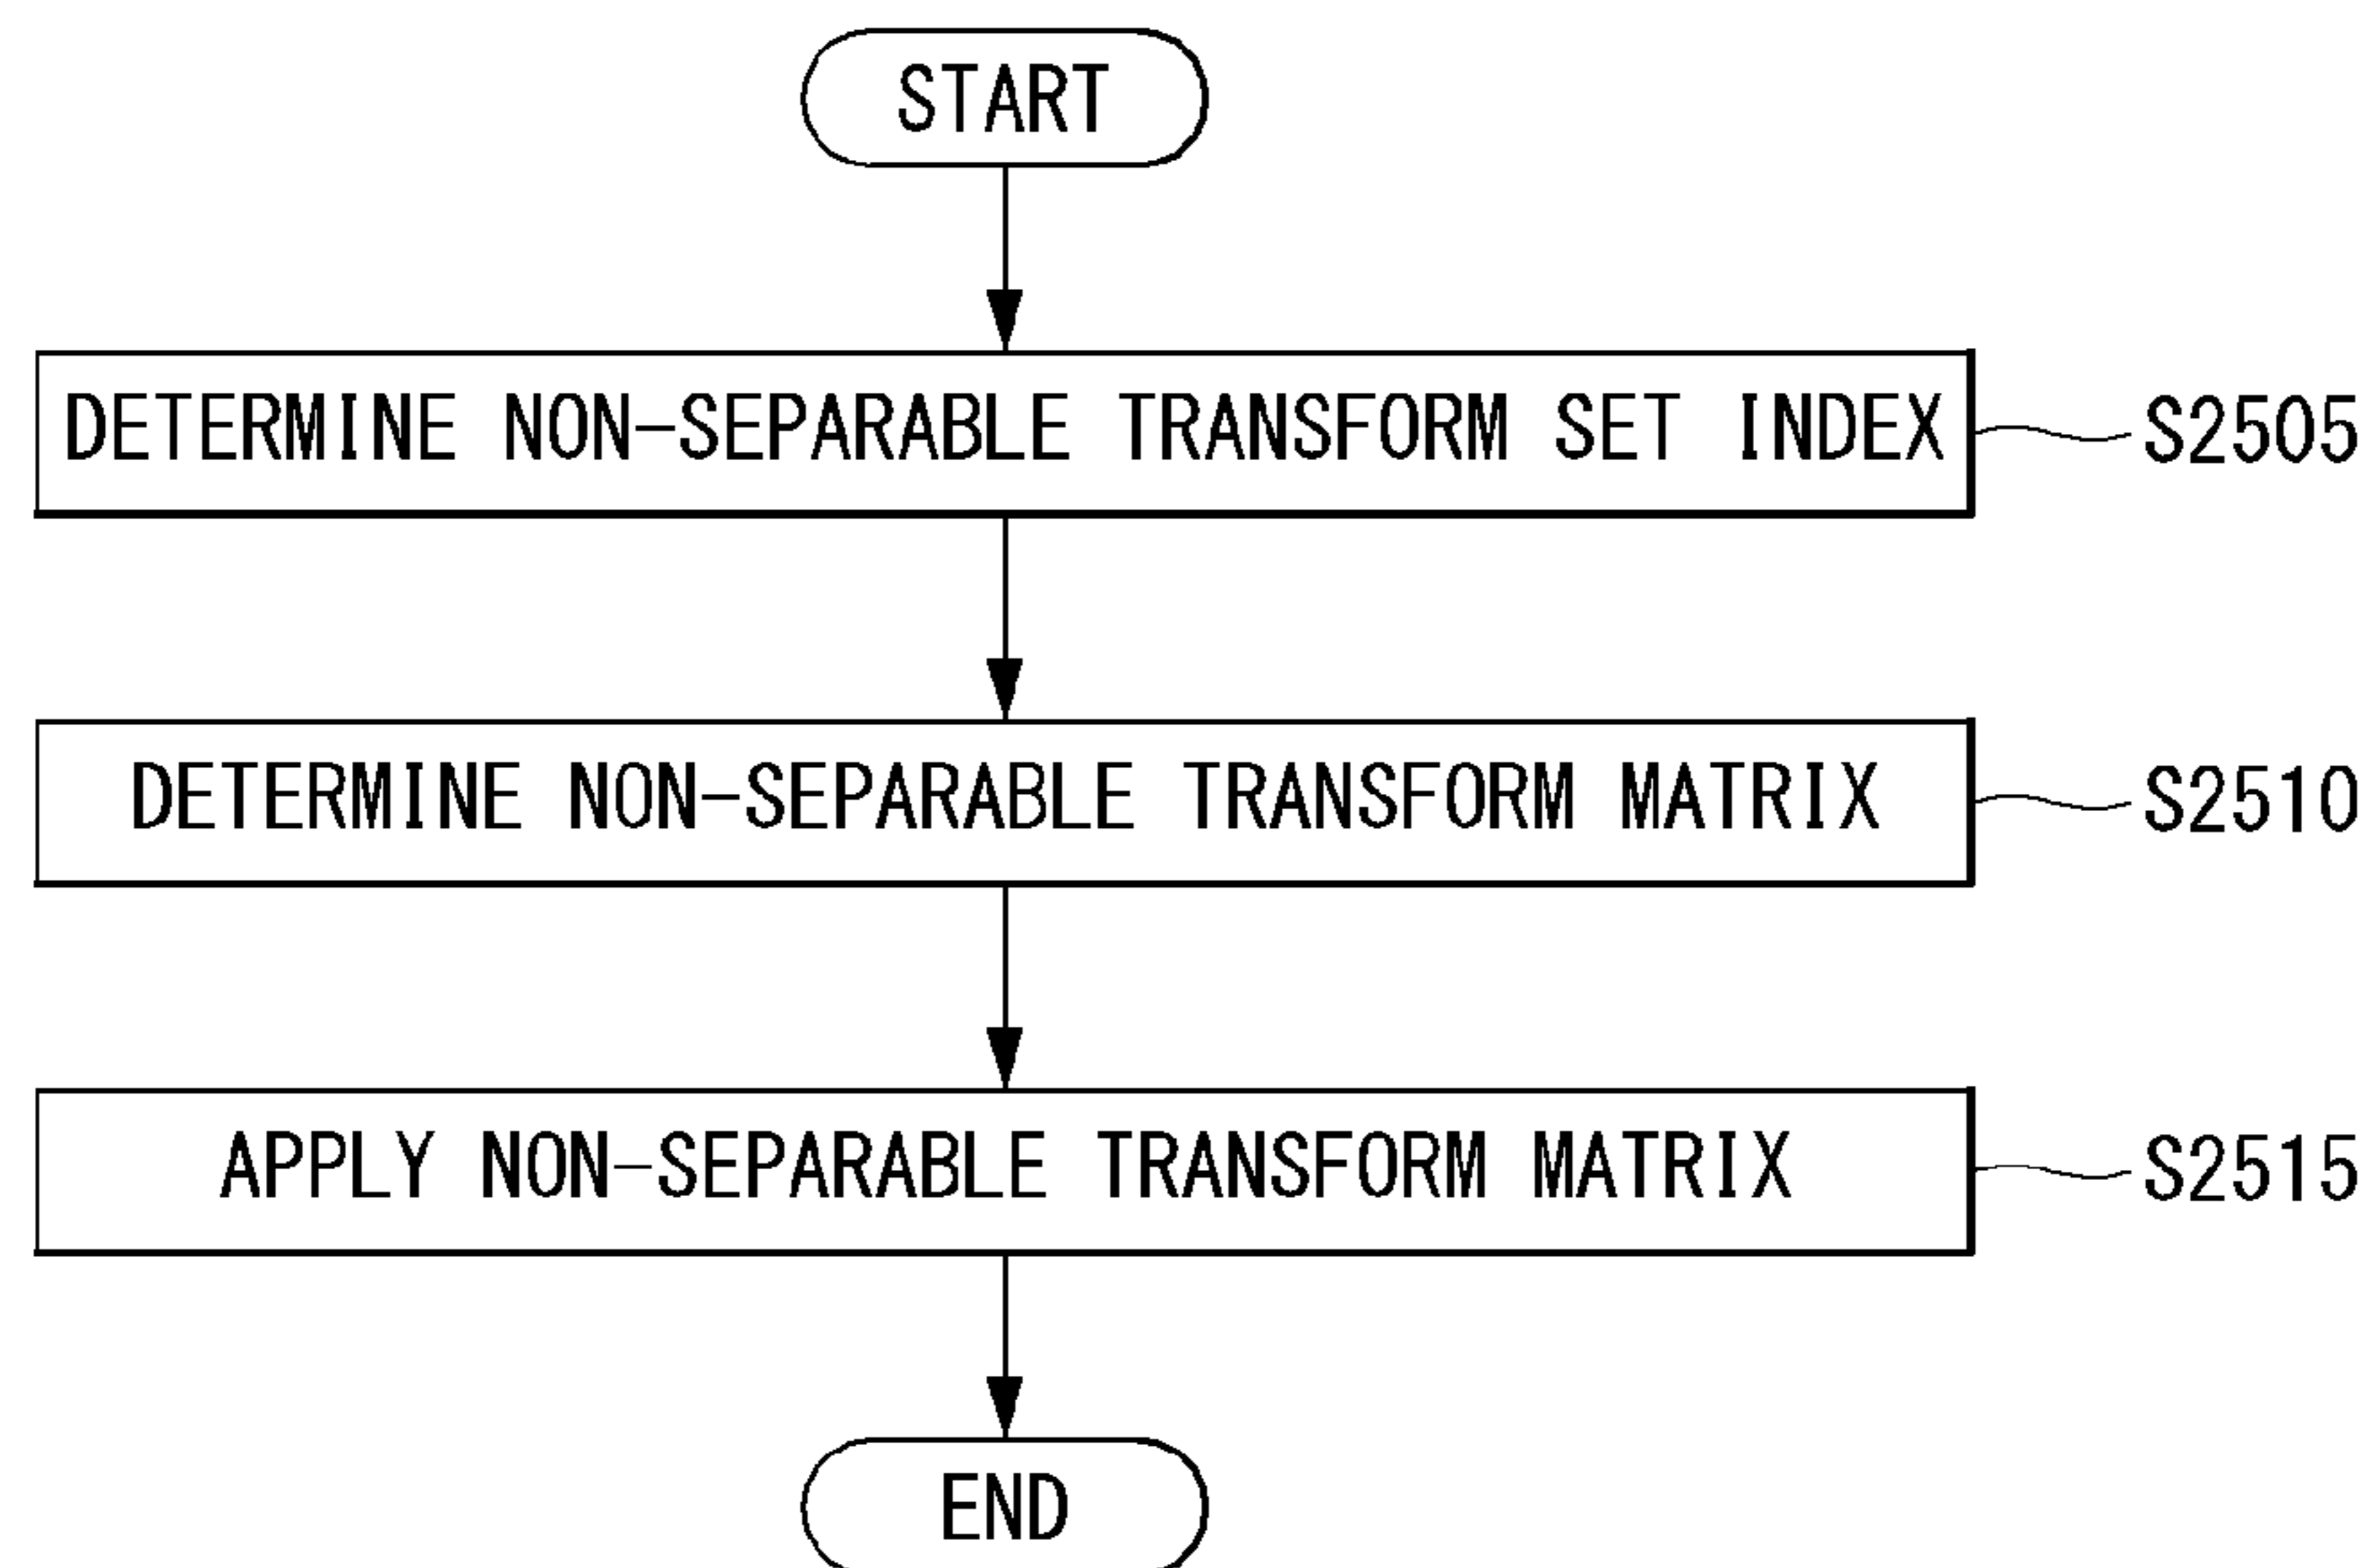 START
DETERMINE NON-SEPARABLE TRANSFORM SET INDEX
S2505
DETERMINE NON-SEPARABLE TRANSFORM MATRIX
S2510
APPLY NON-SEPARABLE TRANSFORM MATRIX
S2515
END